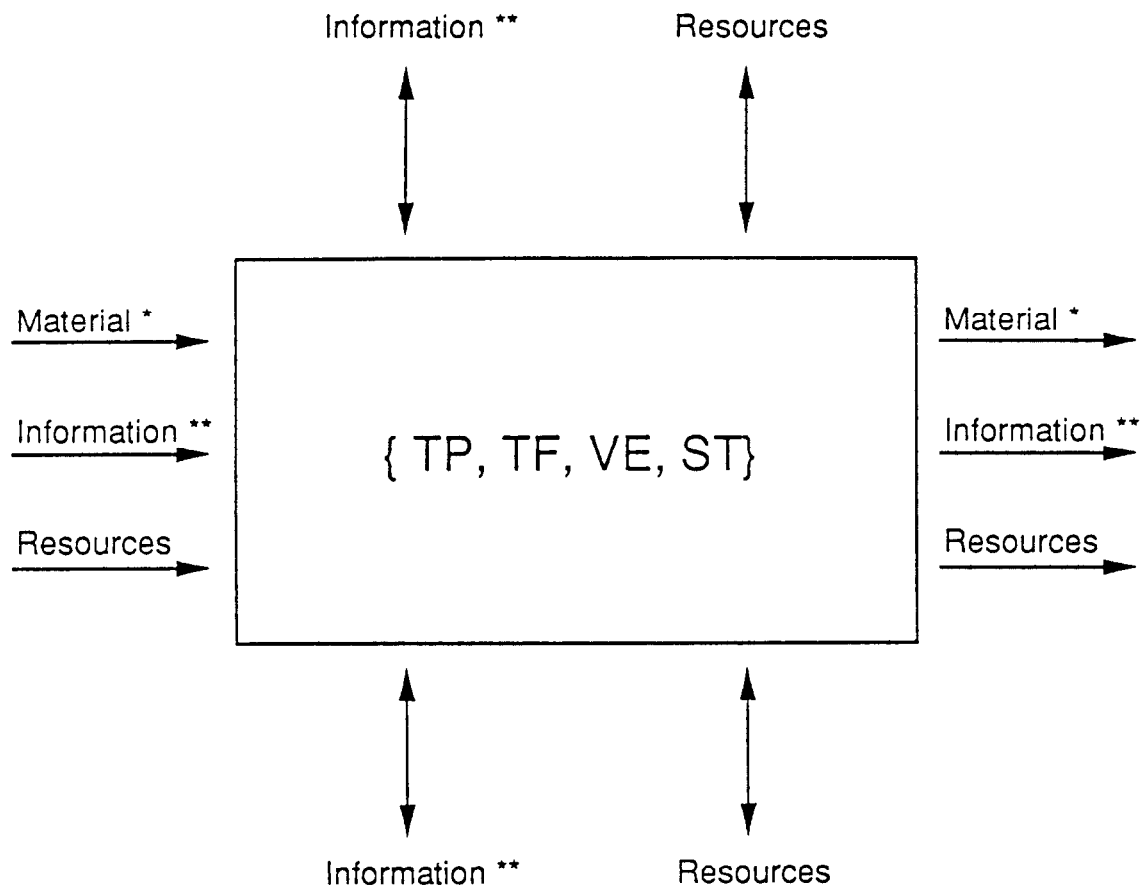 Information ** Resources
Material * Material *
Information ** Information **
{ TP, TF, VE, ST}
Resources Resources
Information ** Resources